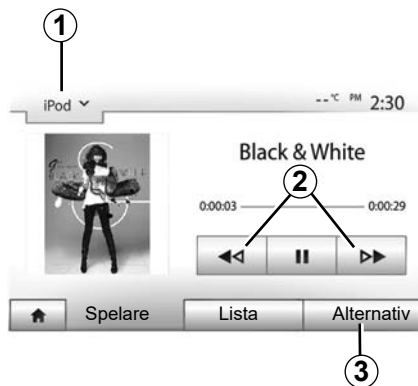 1
iPod
--°C PM 2:30
Black & White
2
0:00:03 0:00:29
Spelare Lista Alternativ
3